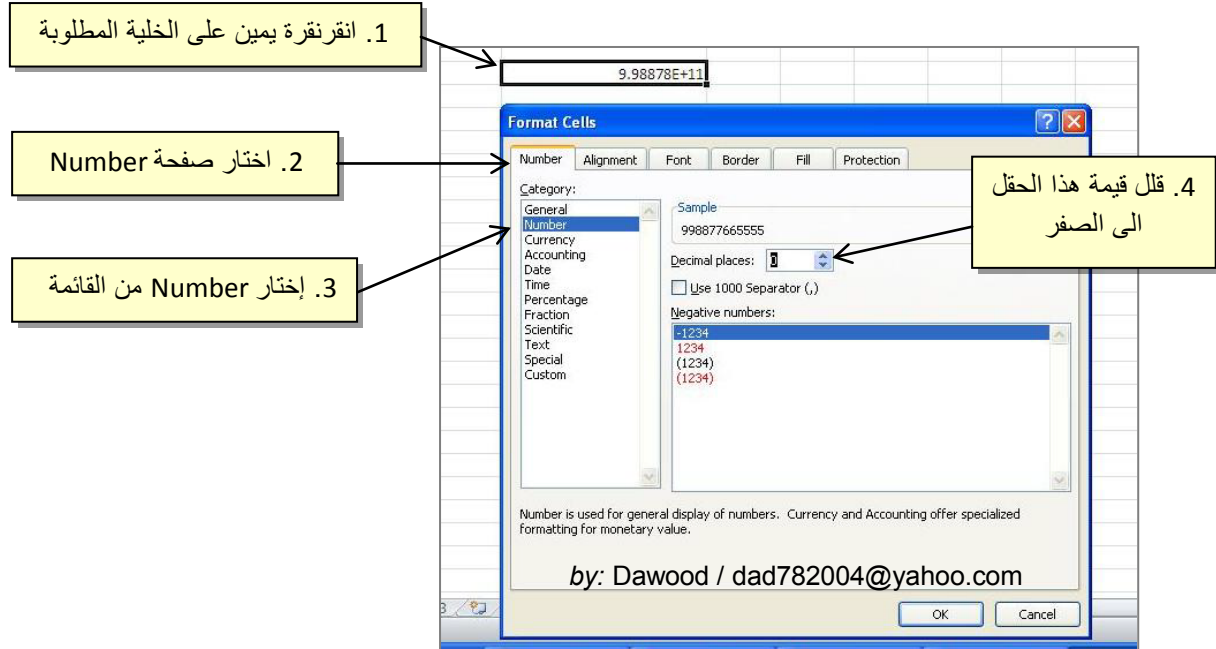 1. انقرنقرة يمين على الخلية المطلوبة
9.98878E+11
Format Cells
2. اختار صفحة Number
Number Alignment Font Border Fill Protection
4. قلل قيمة هذا الحقل
الى الصفر
Category:
General
Number
Currency
Accounting
Date
Time
Percentage
Fraction
Scientific
Text
Special
Custom
3. إختار Number من القائمة
Sample
998877665555
Decimal places: 0
Use 1000 Separator (,)
Negative numbers:
-1234
1234
(1234)
(1234)
Number is used for general display of numbers. Currency and Accounting offer specialized
formatting for monetary value.
by: Dawood / dad782004@yahoo.com
3
OK Cancel